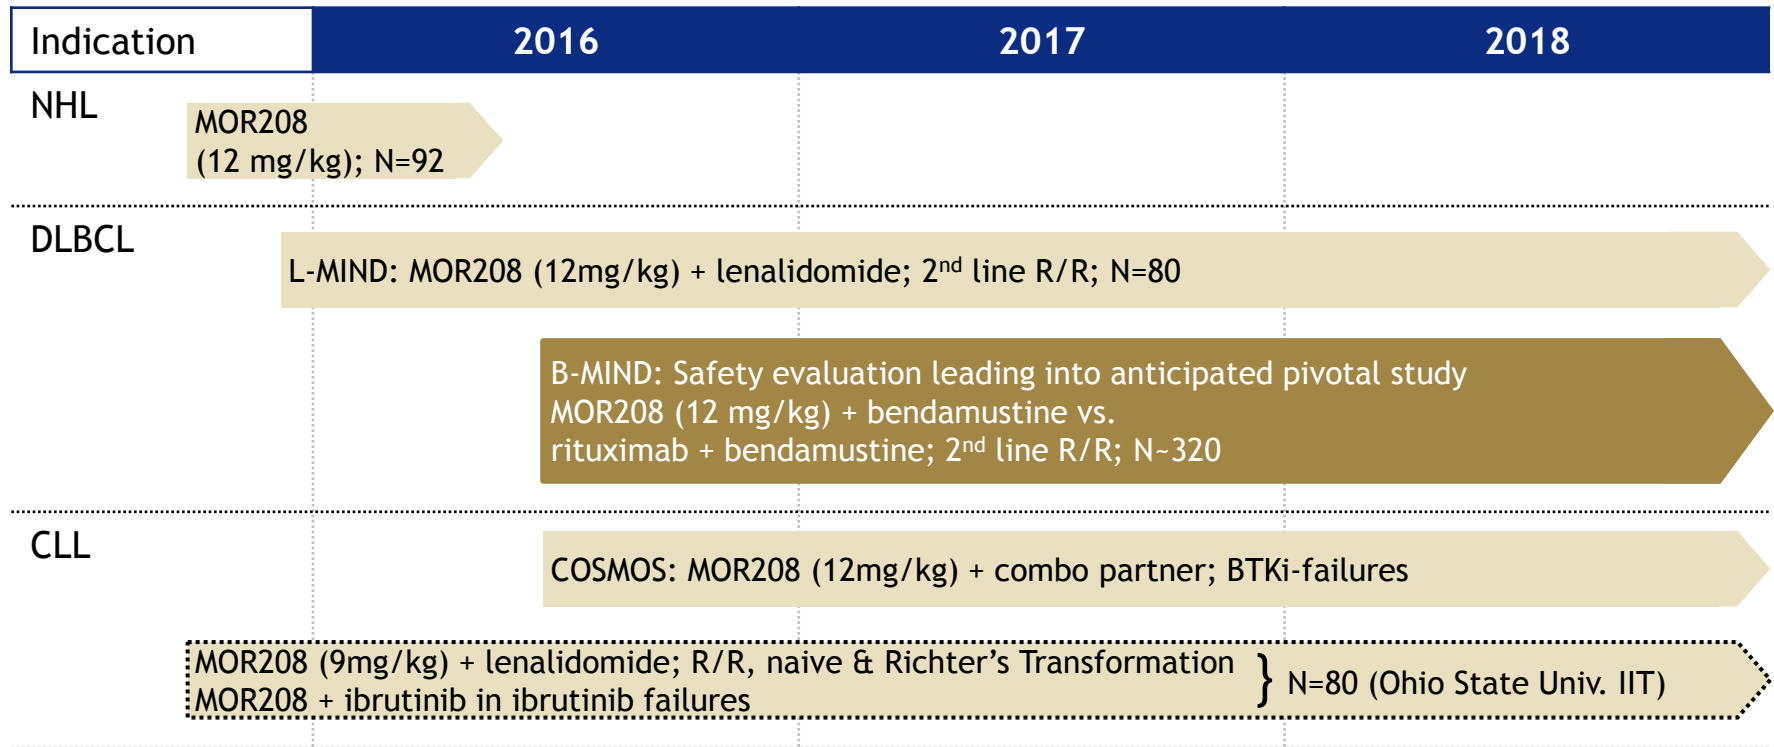 Indication 2016 2017 2018
NHL
MOR208
(12 mg/kg); N=92
DLBCL
L-MIND: MOR208 (12mg/kg) + lenalidomide; 2nd line R/R; N=80
B-MIND: Safety evaluation leading into anticipated pivotal study
MOR208 (12 mg/kg) + bendamustine vs.
rituximab + bendamustine; 2nd line R/R; N~320
CLL
COSMOS: MOR208 (12mg/kg) + combo partner; BTKi-failures
MOR208 (9mg/kg) + lenalidomide; R/R, naive & Richter's Transformation
MOR208 + ibrutinib in ibrutinib failures
} N=80 (Ohio State Univ. IIT)